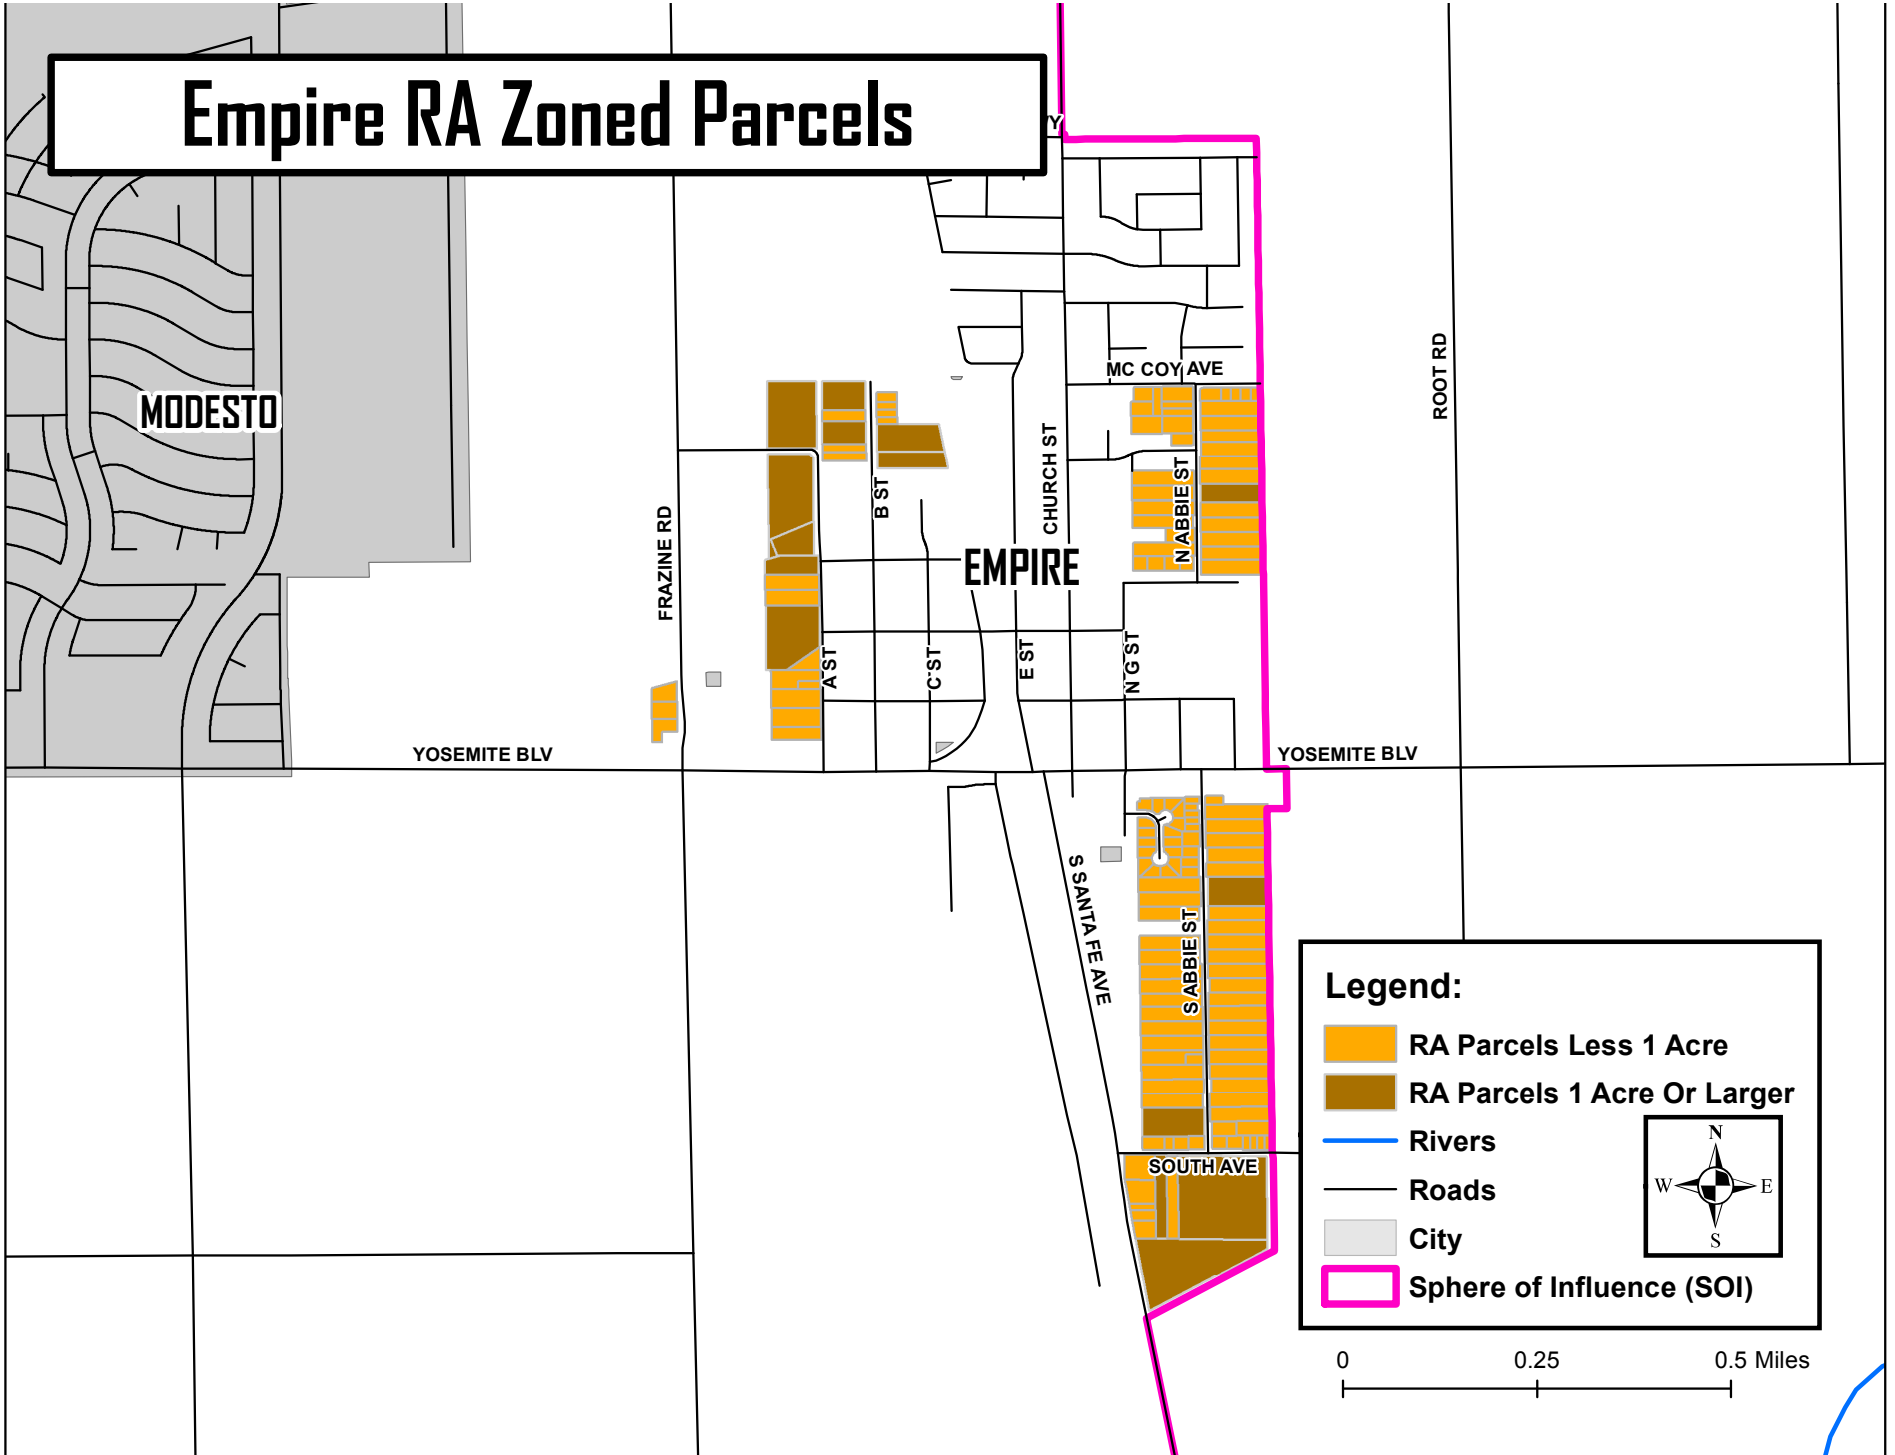 Empire RA Zoned Parcels
MC COY AVE
ROOT RD
MODESTO
CHURCH ST
N ABBIE ST
B ST
FRAZINE RD
EMPIRE
A ST
C ST
E ST
N G ST
YOSEMITE BLV
YOSEMITE BLV
S SANTA FE AVE
S ABBIE ST
SOUTH AVE
Legend:
RA Parcels Less 1 Acre
RA Parcels 1 Acre Or Larger
Rivers
Roads
City
Sphere of Influence (SOI)
N
W E
S
0 0.25 0.5 Miles